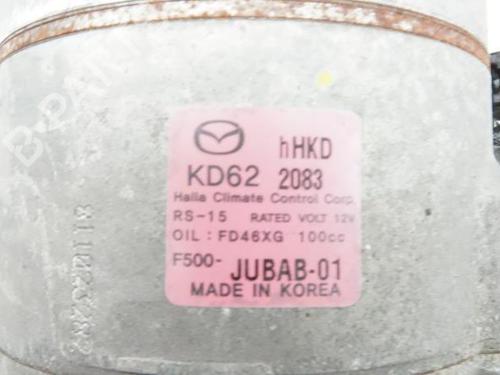 hHKD
KD62 2083
Halla Climate Control Corp.
RS-15 RATED VOLT 12V
OIL : FD46XG 100cc
F500-JUBAB-01
MADE IN KOREA
B-PARTS